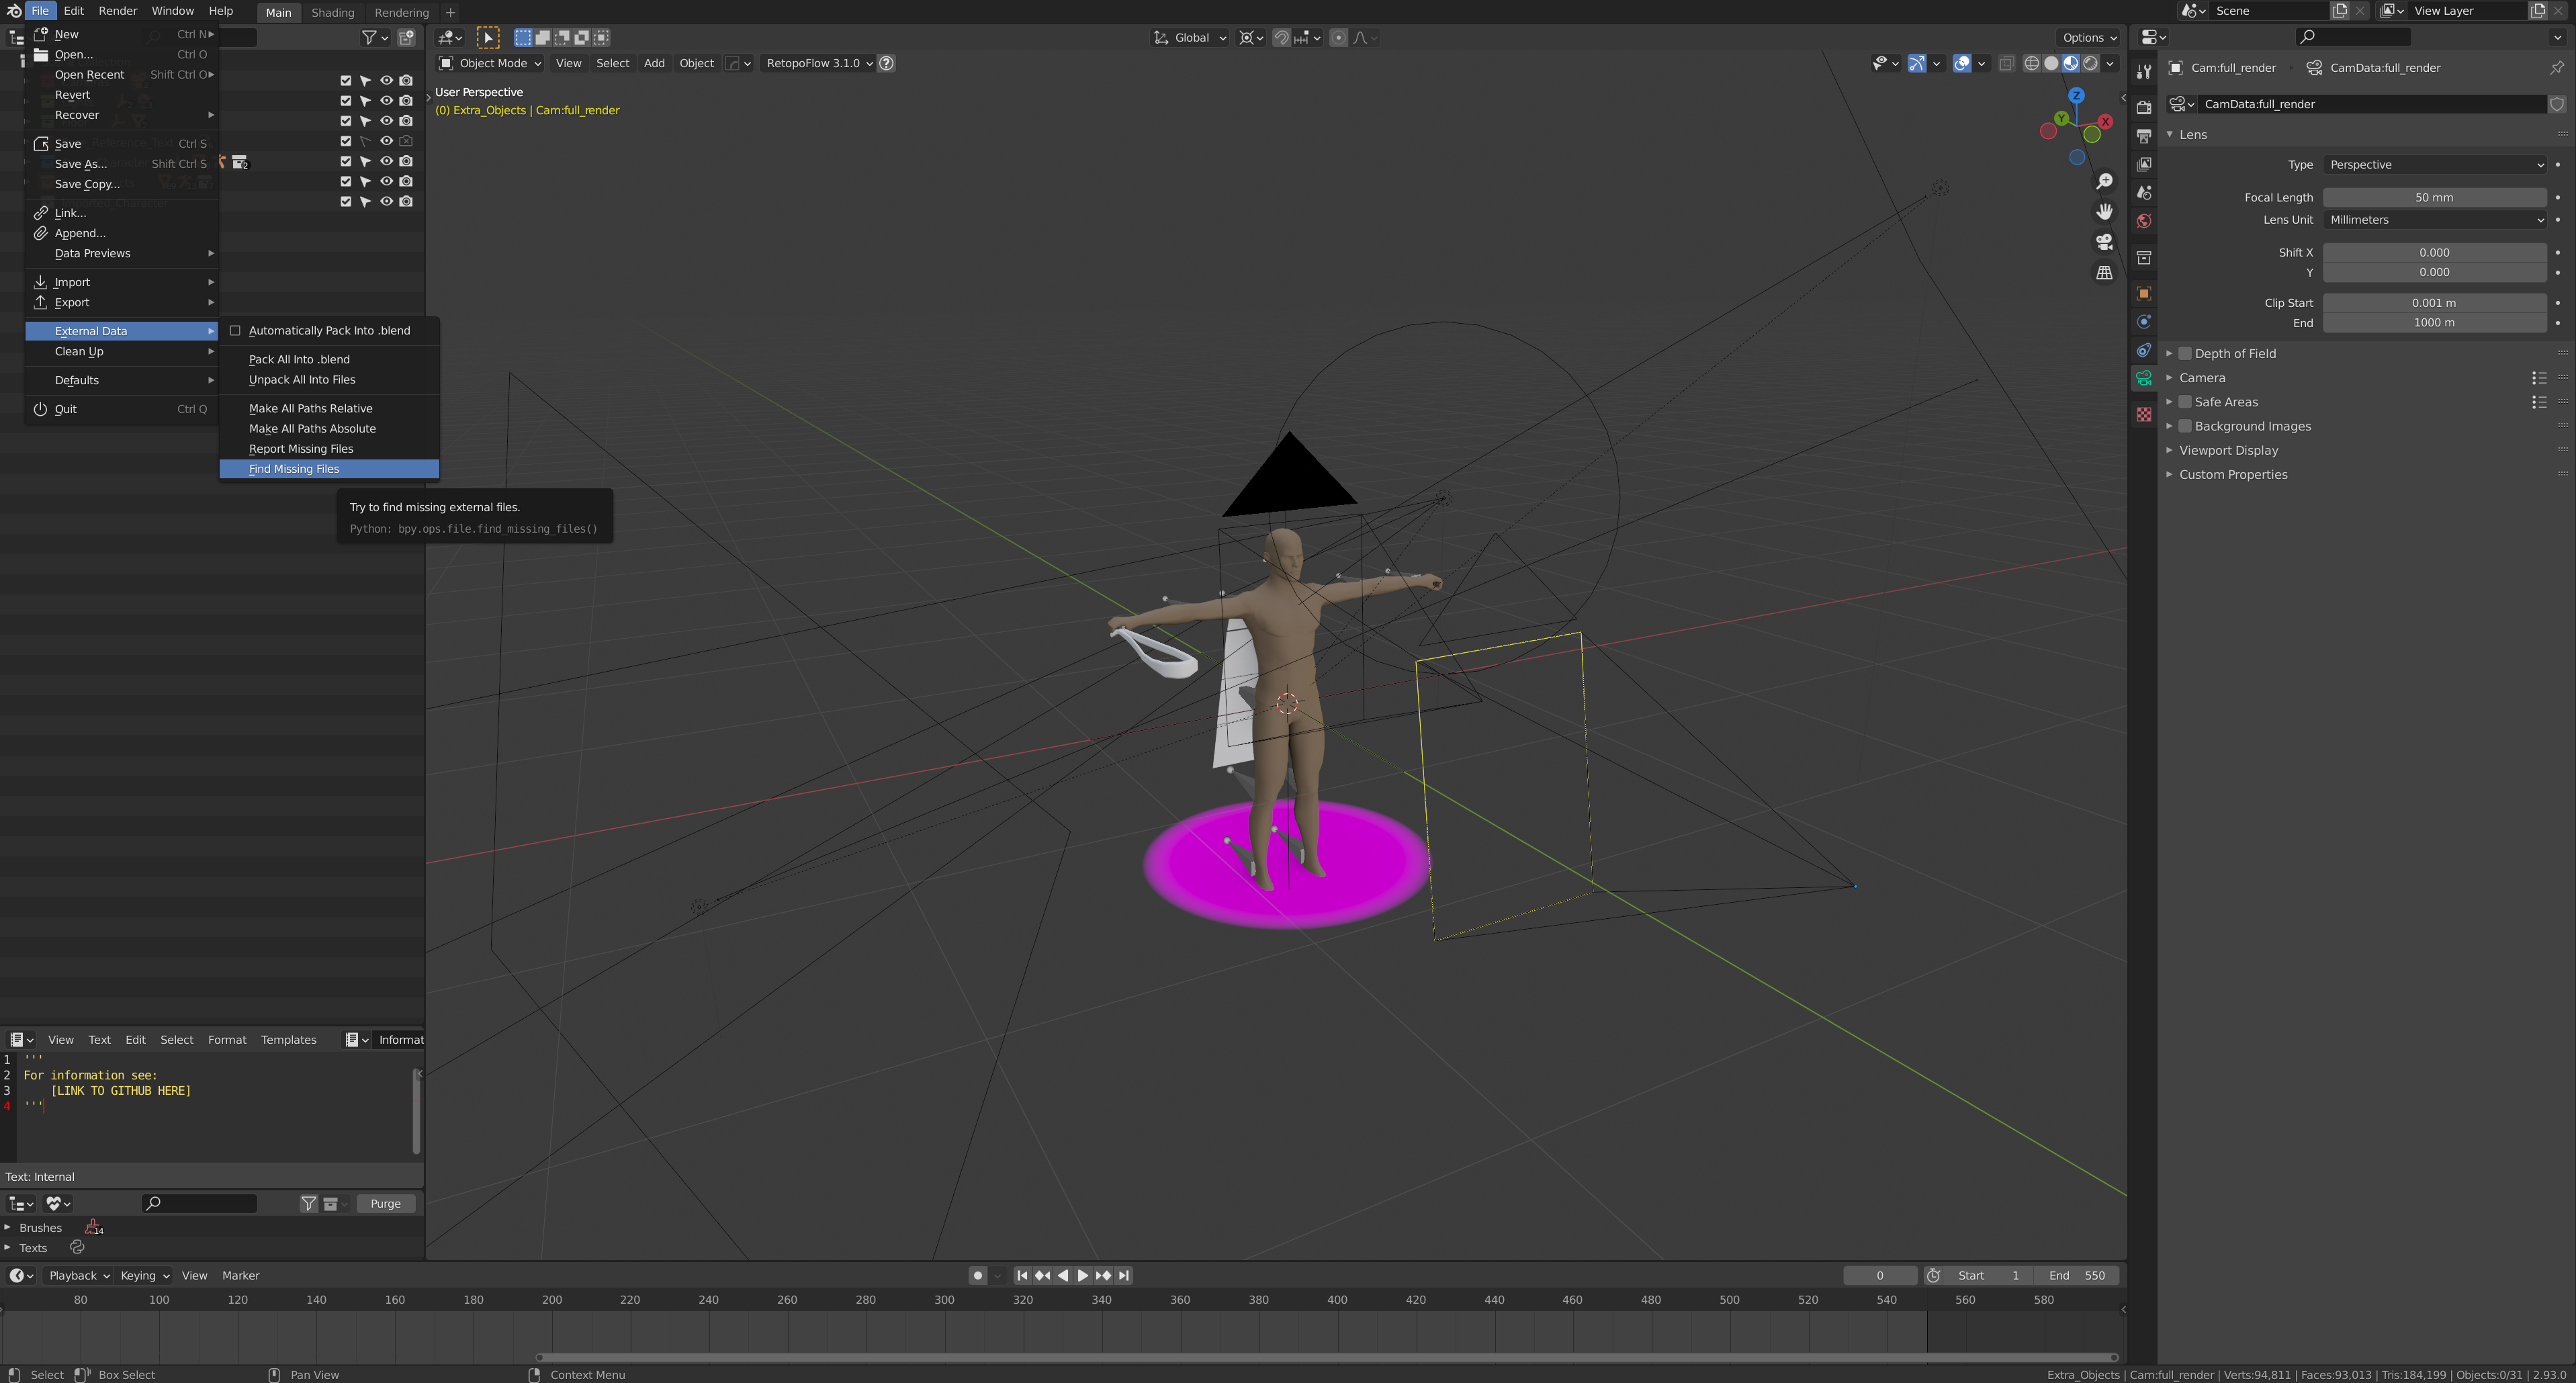 File Edit Render Window Help Main Shading Rendering + Scene View Layer
New Ctrl N
Open... Ctrl O
Open Recent Shift Ctrl O
Revert
Recover
Save Ctrl S
Save As... Shift Ctrl S
Save Copy...
Link...
Append...
Data Previews
Import
Export
External Data
Clean Up
Defaults
Quit Ctrl Q
Automatically Pack Into .blend
Pack All Into .blend
Unpack All Into Files
Make All Paths Relative
Make All Paths Absolute
Report Missing Files
Find Missing Files
Try to find missing external files.
Python: bpy.ops.file.find_missing_files()
2
Global Options
Object Mode View Select Add Object RetopoFlow 3.1.0
User Perspective
(0) Extra_Objects | Cam:full_render
Z
Y X
Cam:full_render CamData:full_render
CamData:full_render
Lens
Type Perspective
Focal Length 50 mm
Lens Unit Millimeters
Shift X 0.000
Y 0.000
Clip Start 0.001 m
End 1000 m
Depth of Field
Camera
Safe Areas
Background Images
Viewport Display
Custom Properties
View Text Edit Select Format Templates Informat
1 '''
2 For information see:
3 [LINK TO GITHUB HERE]
4 '''
Text: Internal
Purge
Brushes 14
Texts
Playback Keying View Marker 0 Start 1 End 550
80 100 120 140 160 180 200 220 240 260 280 300 320 340 360 380 400 420 440 460 480 500 520 540 560 580
Select Box Select Pan View Context Menu Extra_Objects | Cam:full_render | Verts:94,811 | Faces:93,013 | Tris:184,199 | Objects:0/31 | 2.93.0